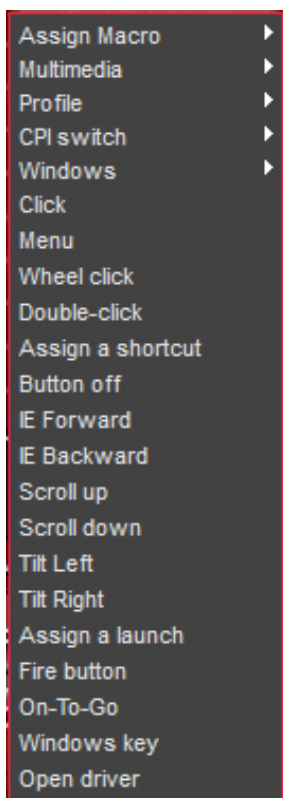 Assign Macro
Multimedia
Profile
CPI switch
Windows
Click
Menu
Wheel click
Double-click
Assign a shortcut
Button off
IE Forward
IE Backward
Scroll up
Scroll down
Tilt Left
Tilt Right
Assign a launch
Fire button
On-To-Go
Windows key
Open driver